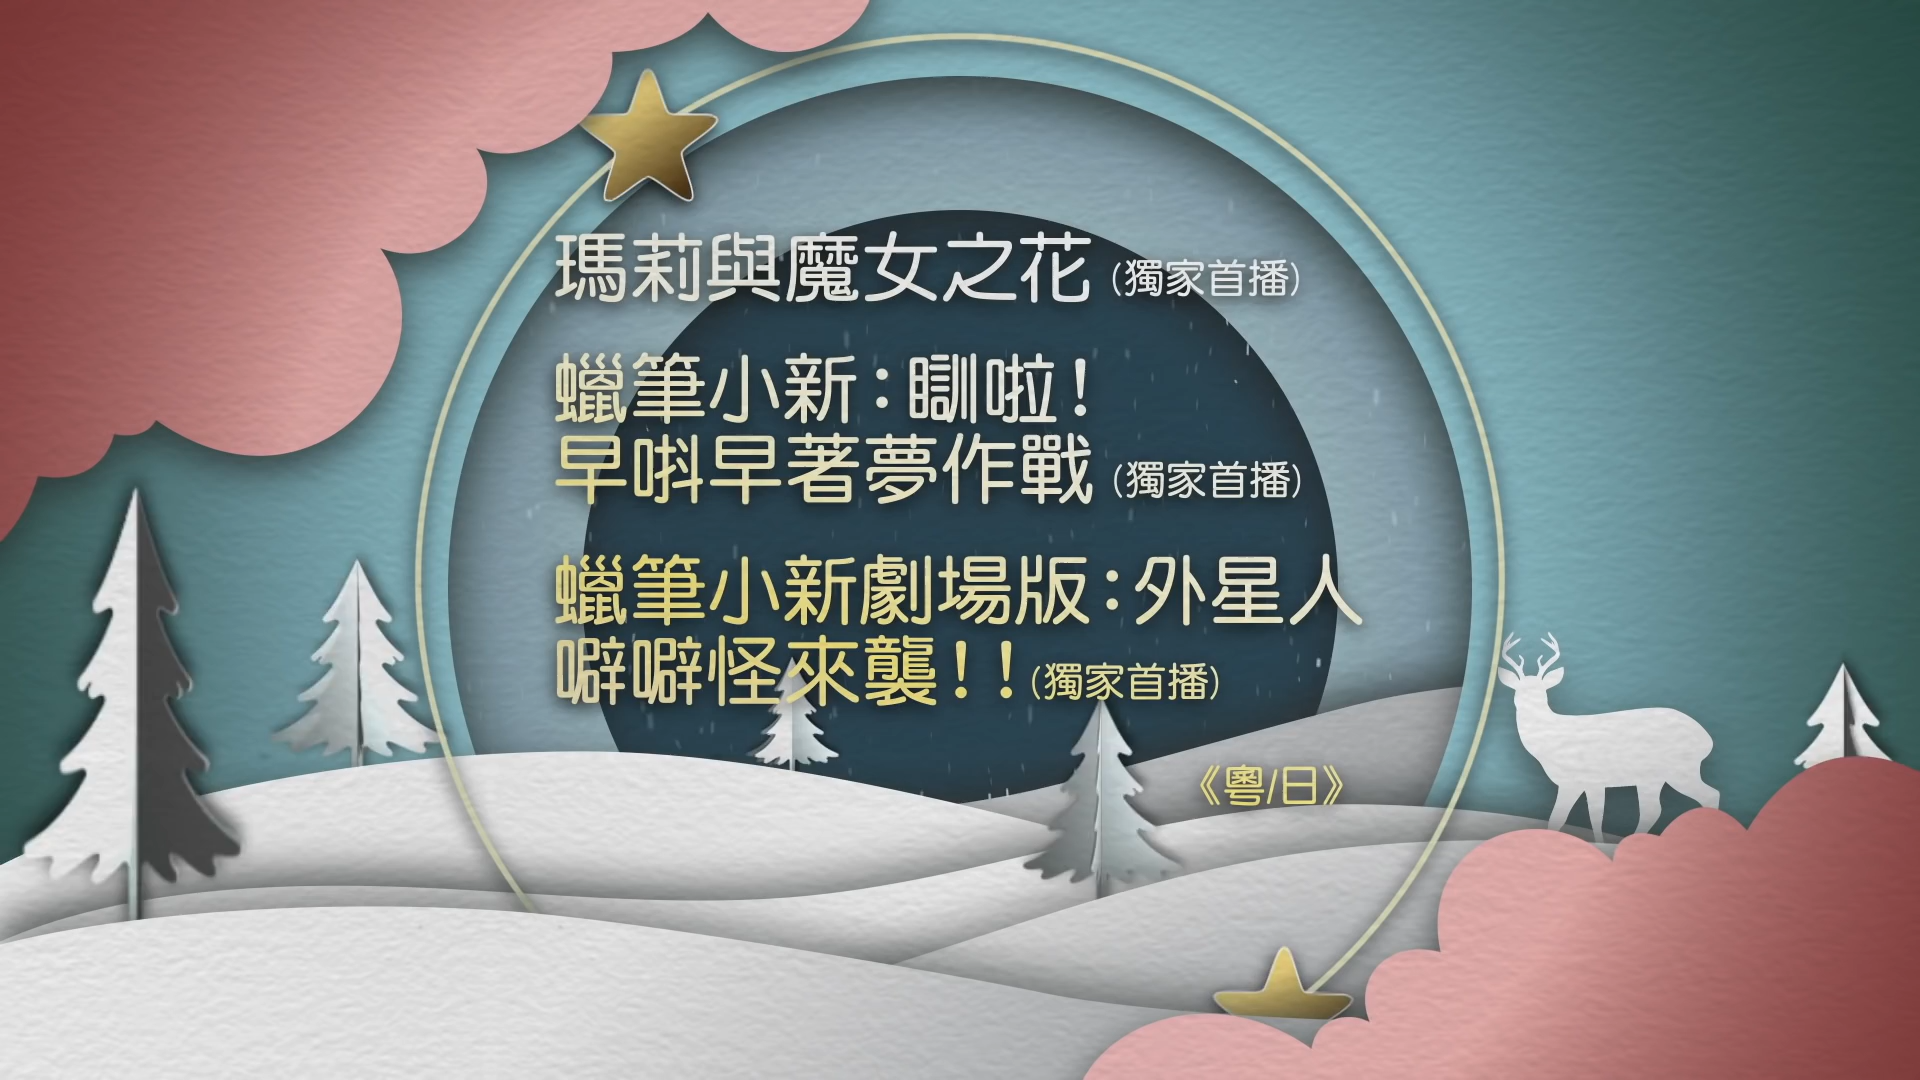 瑪莉與魔女之花 (獨家首播)
蠟筆小新：瞓啦！
早唞早著夢作戰 (獨家首播)
蠟筆小新劇場版：外星人
噼噼怪來襲！！(獨家首播)
《粵/日》